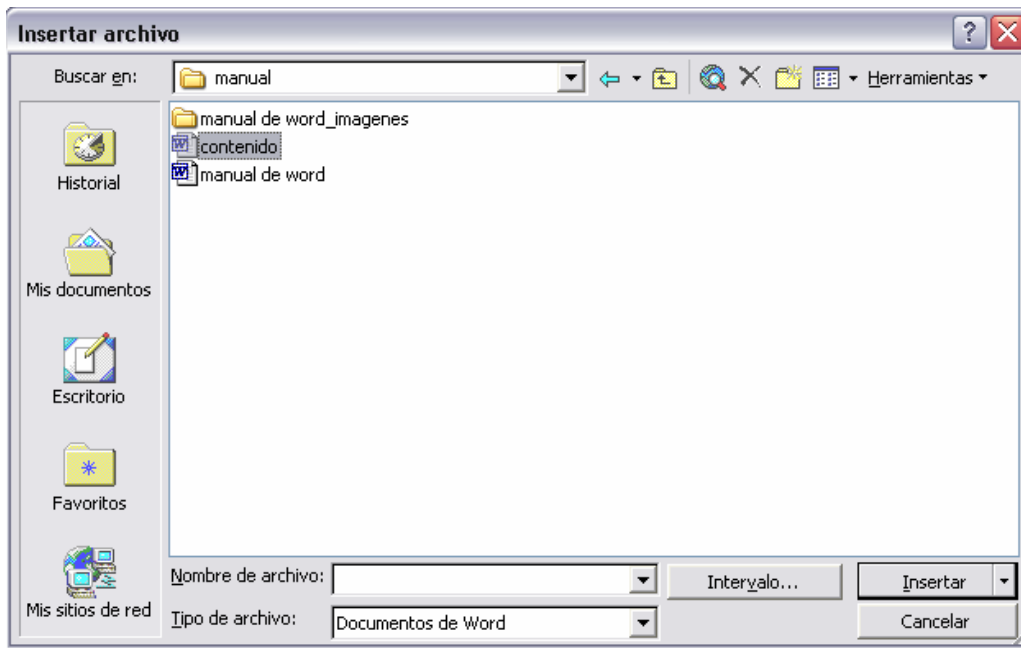 Insertar archivo
Buscar en:
manual
Herramientas
manual de word_imagenes
contenido
manual de word
Historial
Mis documentos
Escritorio
Favoritos
Mis sitios de red
Nombre de archivo:
Intervalo...
Insertar
Tipo de archivo:
Documentos de Word
Cancelar